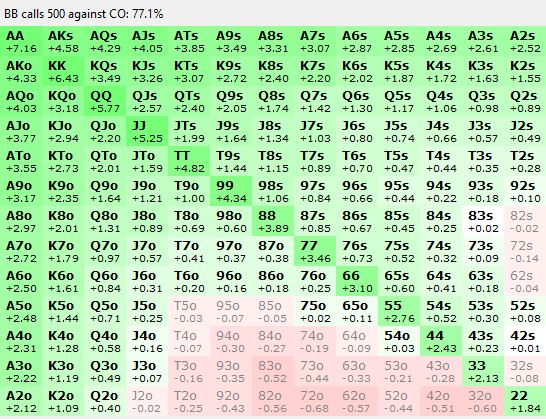 BB calls 500 against CO: 77.1%
AA AKs AQs AJs ATs A9s A8s A7s A6s A5s A4s A3s A2s
+7.16 +4.58 +4.29 +4.05 +3.85 +3.49 +3.31 +3.07 +2.87 +2.85 +2.69 +2.61 +2.52
AKo KK KQs KJs KTs K9s K8s K7s K6s K5s K4s K3s K2s
+4.33 +6.43 +3.49 +3.26 +3.07 +2.72 +2.40 +2.20 +2.02 +1.87 +1.72 +1.63 +1.55
AQo KQo QQ QJs QTs Q9s Q8s Q7s Q6s Q5s Q4s Q3s Q2s
+4.03 +3.18 +5.77 +2.57 +2.40 +2.05 +1.74 +1.42 +1.30 +1.17 +1.06 +0.98 +0.89
AJo KJo QJo JJ JTs J9s J8s J7s J6s J5s J4s J3s J2s
+3.77 +2.94 +2.20 +5.25 +1.99 +1.64 +1.34 +1.03 +0.80 +0.74 +0.66 +0.57 +0.49
ATo KTo QTo JTo TT T9s T8s T7s T6s T5s T4s T3s T2s
+3.55 +2.73 +2.01 +1.59 +4.82 +1.44 +1.15 +0.89 +0.70 +0.47 +0.44 +0.35 +0.28
A9o K9o Q9o J9o T9o 99 98s 97s 96s 95s 94s 93s 92s
+3.17 +2.35 +1.64 +1.21 +1.00 +4.34 +1.06 +0.84 +0.66 +0.44 +0.22 +0.18 +0.10
A8o K8o Q8o J8o T8o 98o 88 87s 86s 85s 84s 83s 82s
+2.97 +2.01 +1.31 +0.89 +0.69 +0.60 +3.89 +0.85 +0.67 +0.45 +0.25 +0.02 -0.02
A7o K7o Q7o J7o T7o 97o 87o 77 76s 75s 74s 73s 72s
+2.72 +1.79 +0.97 +0.57 +0.41 +0.37 +0.38 +3.46 +0.73 +0.52 +0.32 +0.09 -0.14
A6o K6o Q6o J6o T6o 96o 86o 76o 66 65s 64s 63s 62s
+2.50 +1.61 +0.84 +0.31 +0.20 +0.16 +0.18 +0.25 +3.10 +0.60 +0.41 +0.18 -0.04
A5o K5o Q5o J5o T5o 95o 85o 75o 65o 55 54s 53s 52s
+2.48 +1.44 +0.71 +0.25 -0.03 -0.07 -0.05 +0.02 +0.11 +2.76 +0.52 +0.30 +0.08
A4o K4o Q4o J4o T4o 94o 84o 74o 64o 54o 44 43s 42s
+2.31 +1.28 +0.58 +0.16 -0.07 -0.30 -0.27 -0.19 -0.09 +0.03 +2.43 +0.23 +0.01
A3o K3o Q3o J3o T3o 93o 83o 73o 63o 53o 43o 33 32s
+2.22 +1.19 +0.49 +0.07 -0.16 -0.35 -0.52 -0.44 -0.33 -0.21 -0.28 +2.13 -0.08
A2o K2o Q2o J2o T2o 92o 82o 72o 62o 52o 42o 32o 22
+2.12 +1.09 +0.40 -0.02 -0.25 -0.43 -0.56 -0.68 -0.57 -0.44 -0.51 -0.60 +1.84